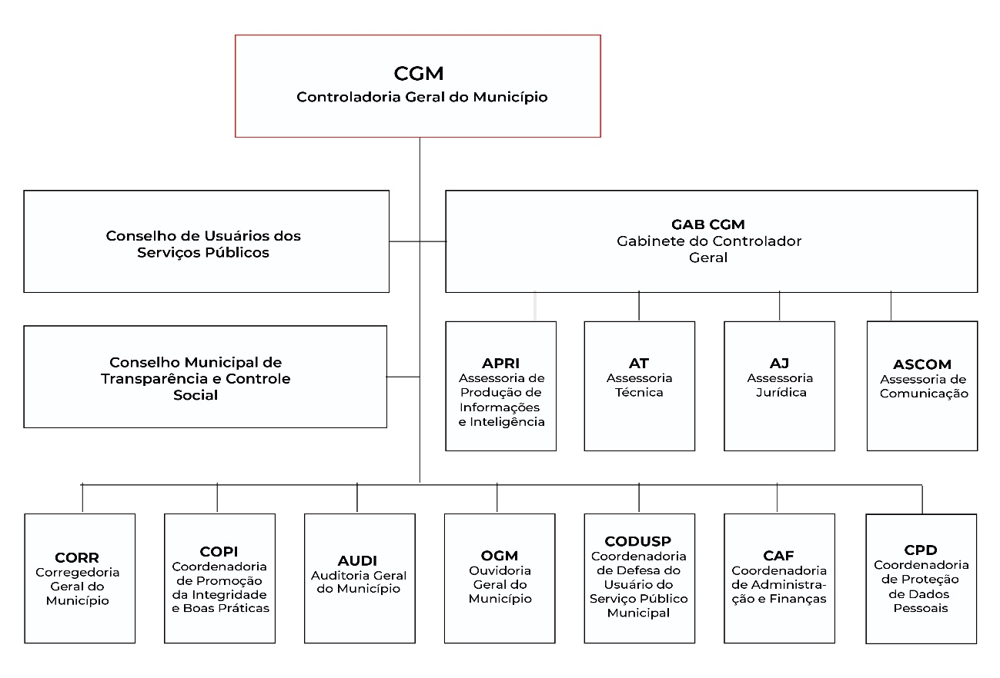 CGM
Controladoria Geral do Município
Conselho de Usuários dos
Serviços Públicos
GAB CGM
Gabinete do Controlador
Geral
Conselho Municipal de
Transparência e Controle
Social
APRI
Assessoria de
Produção de
Informações
e Inteligência
AT
Assessoria
Técnica
AJ
Assessoria
Jurídica
ASCOM
Assessoria de
Comunicação
CORR
Corregedoria
Geral do
Município
COPI
Coordenadoria
de Promoção
da Integridade
e Boas Práticas
AUDI
Auditoria Geral
do Município
OGM
Ouvidoria
Geral do
Município
CODUSP
Coordenadoria
de Defesa do
Usuário do
Serviço Público
Municipal
CAF
Coordenadoria
de Administra-
ção e Finanças
CPD
Coordenadoria
de Proteção
de Dados
Pessoais